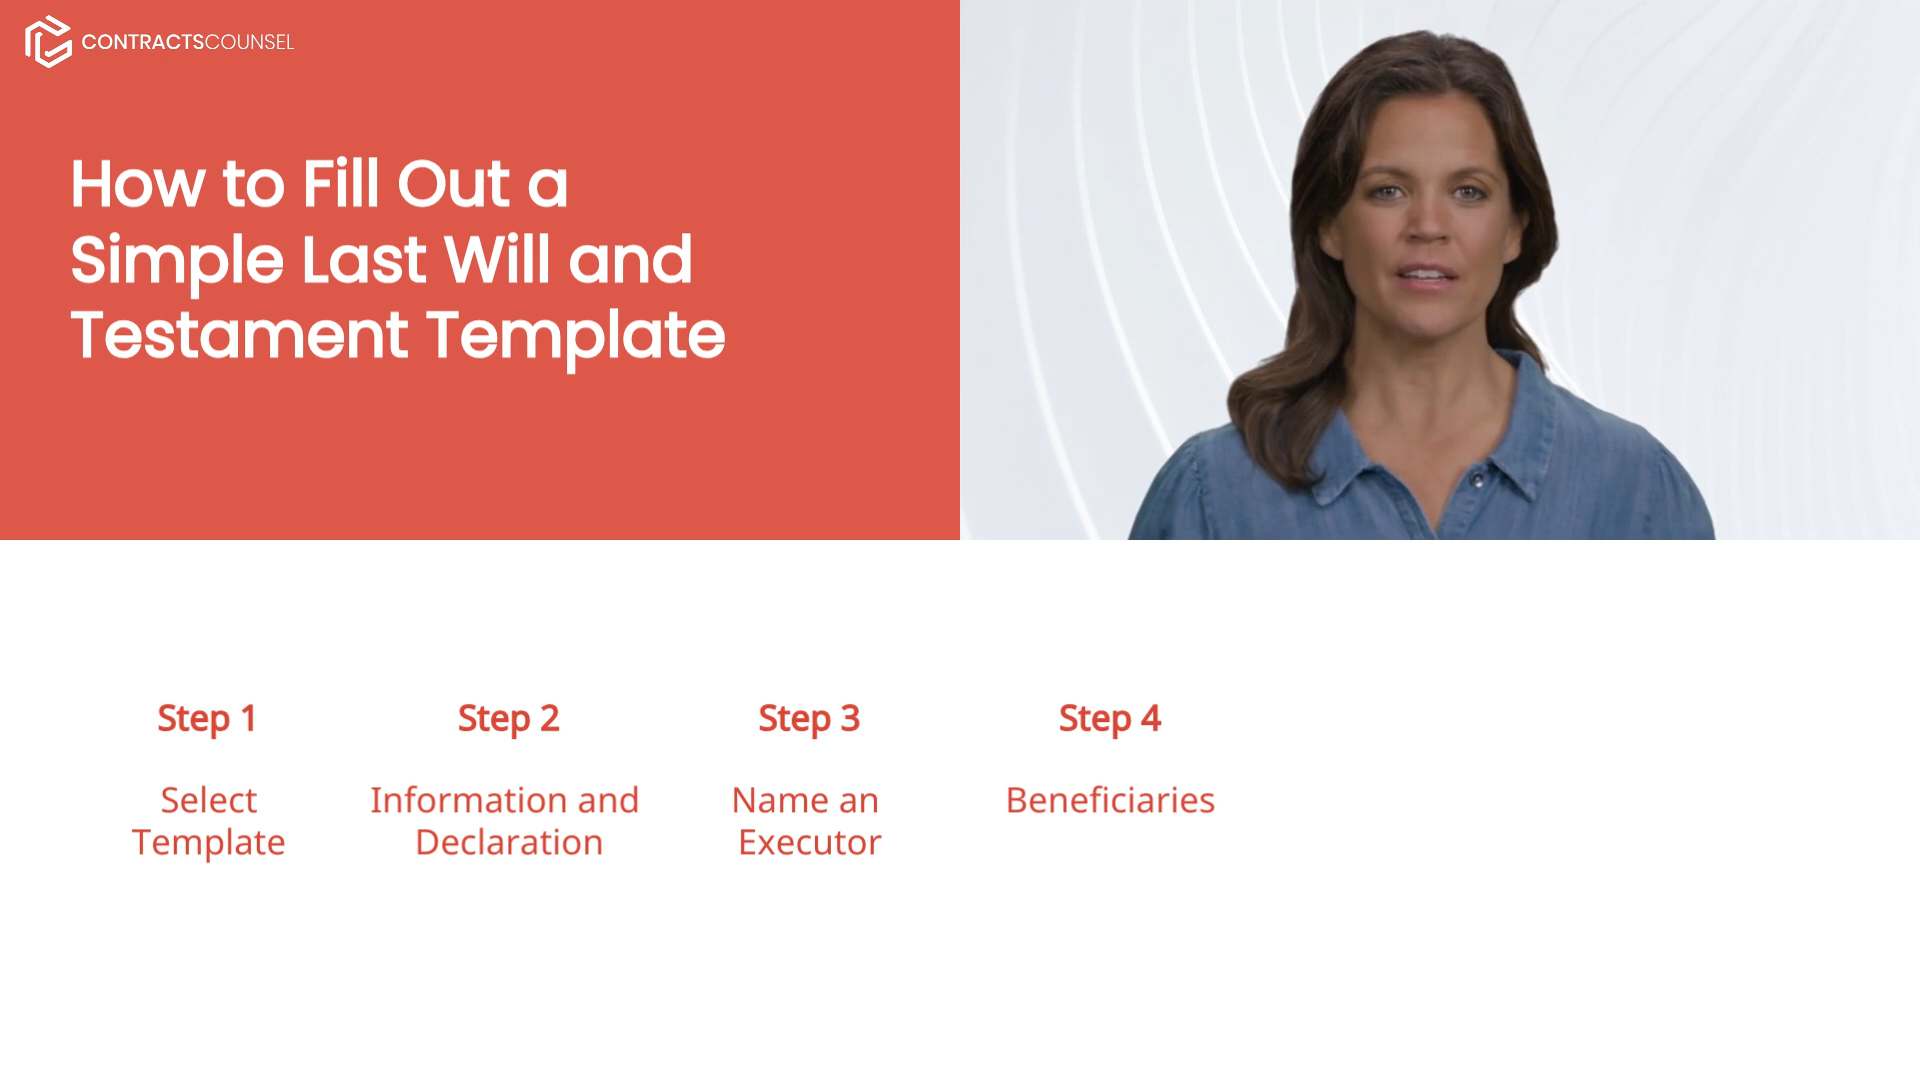 CONTRACTSCOUNSEL
How to Fill Out a
Simple Last Will and
Testament Template
Step 1
Select
Template
Step 2
Information and
Declaration
Step 3
Name an
Executor
Step 4
Beneficiaries